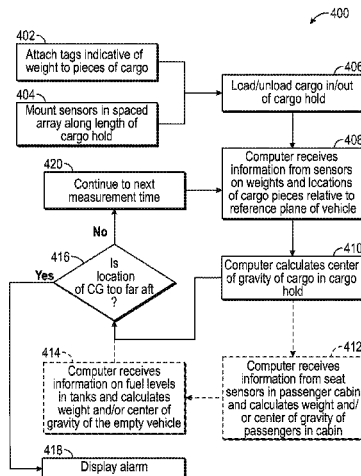 400
402
Attach tags indicative of
weight to pieces of cargo
404
Mount sensors in spaced
array along length of
cargo hold
406
Load/unload cargo in/out
of cargo hold
420
Continue to next
measurement time
408
Computer receives
information from sensors
on weights and locations
of cargo pieces relative to
reference plane of vehicle
No
416
Yes
Is
location
of CG too far aft
?
410
Computer calculates center
of gravity of cargo in cargo
hold
414
Computer receives
information on fuel levels
in tanks and calculates
weight and/or center of
gravity of the empty vehicle
412
Computer receives
information from seat
sensors in passenger cabin
and calculates weight and/
or center of gravity of
passengers in cabin
418
Display alarm